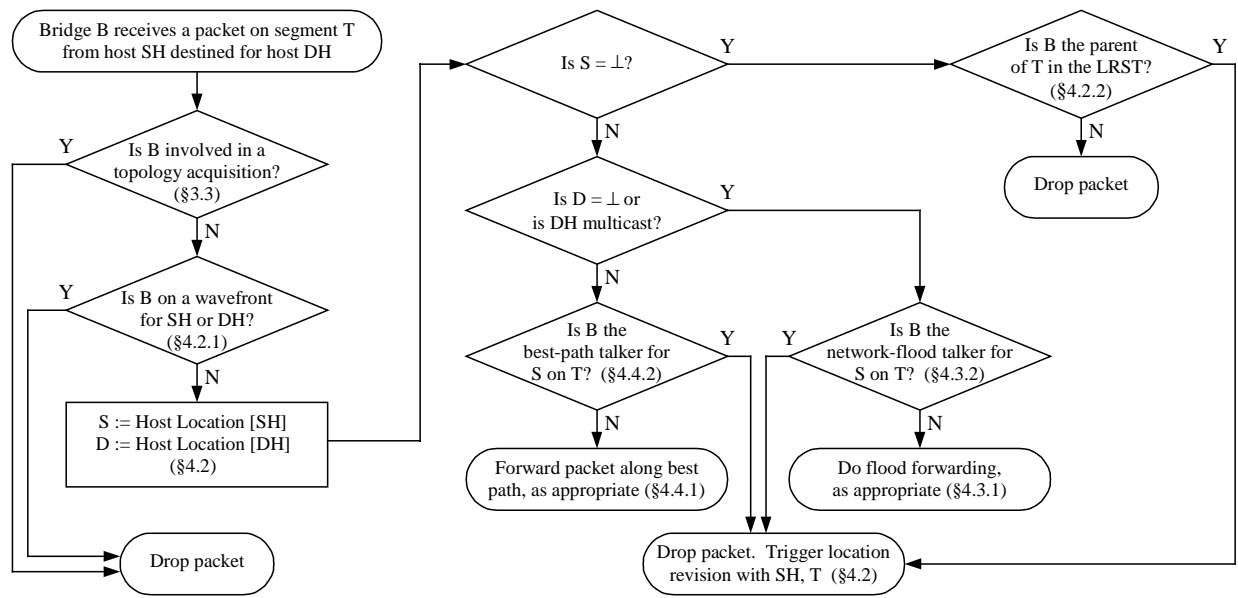 Bridge B receives a packet on segment T
from host SH destined for host DH
Y
Is B involved in a
topology acquisition?
(§3.3)
N
Y
Is B on a wavefront
for SH or DH?
(§4.2.1)
N
S := Host Location [SH]
D := Host Location [DH]
(§4.2)
Drop packet
Is S = ⊥?
Y
N
Is B the parent
of T in the LRST?
(§4.2.2)
Y
N
Drop packet
Is D = ⊥ or
is DH multicast?
Y
N
Is B the
best-path talker for
S on T? (§4.4.2)
Y
N
Y
Is B the
network-flood talker for
S on T? (§4.3.2)
N
Forward packet along best
path, as appropriate (§4.4.1)
Do flood forwarding,
as appropriate (§4.3.1)
Drop packet. Trigger location
revision with SH, T (§4.2)